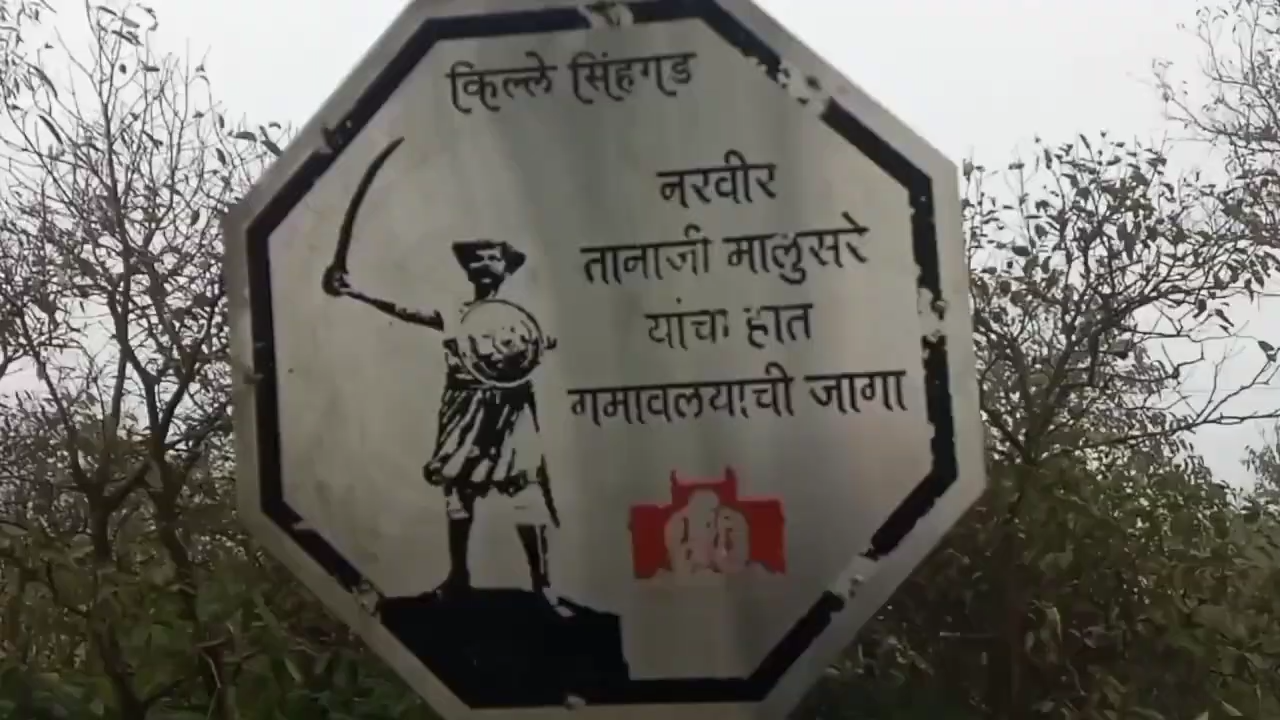 किल्ले सिंहगड
नरवीर
तानाजी मालुसरे
यांचा हात
गमावलयाची जागा